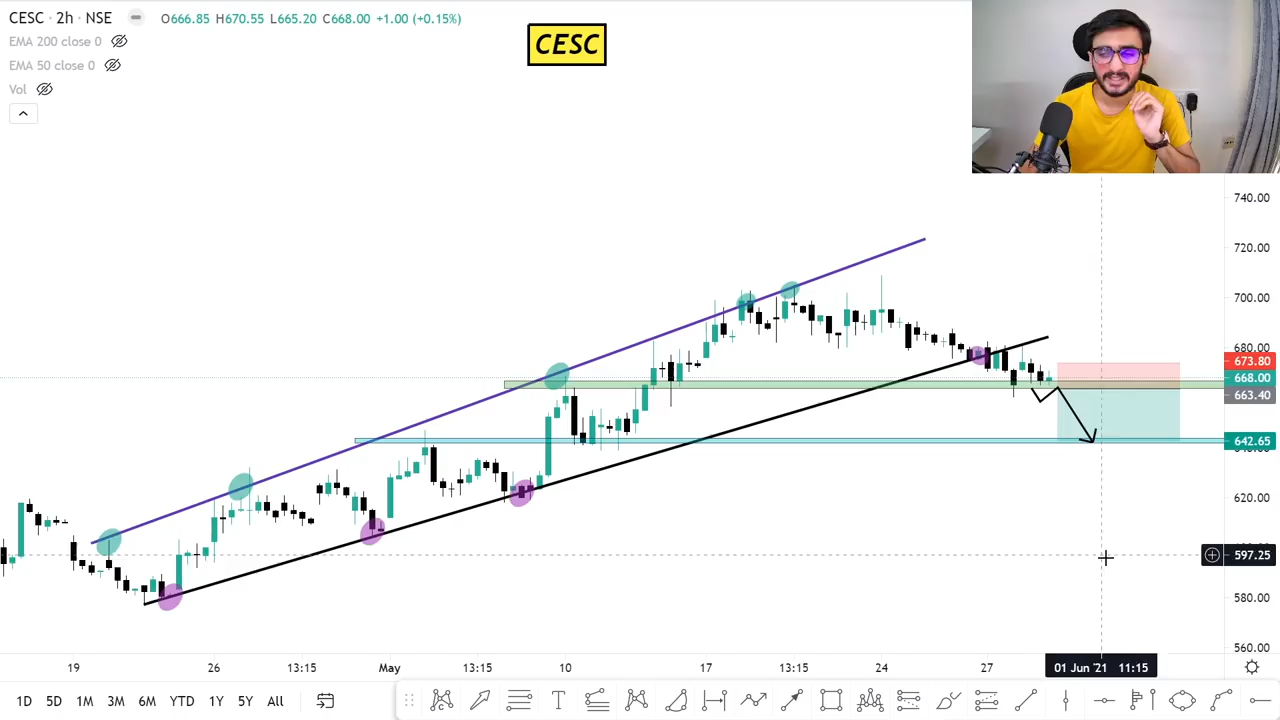 CESC · 2h · NSE O666.85 H670.55 L665.20 C668.00 +1.00 (+0.15%)
EMA 200 close 0
EMA 50 close 0
Vol
CESC
740.00
720.00
700.00
680.00
673.80
668.00
663.40
642.65
620.00
597.25
580.00
560.00
19 26 13:15 May 13:15 10 17 13:15 24 27 01 Jun '21 11:15
1D 5D 1M 3M 6M YTD 1Y 5Y All